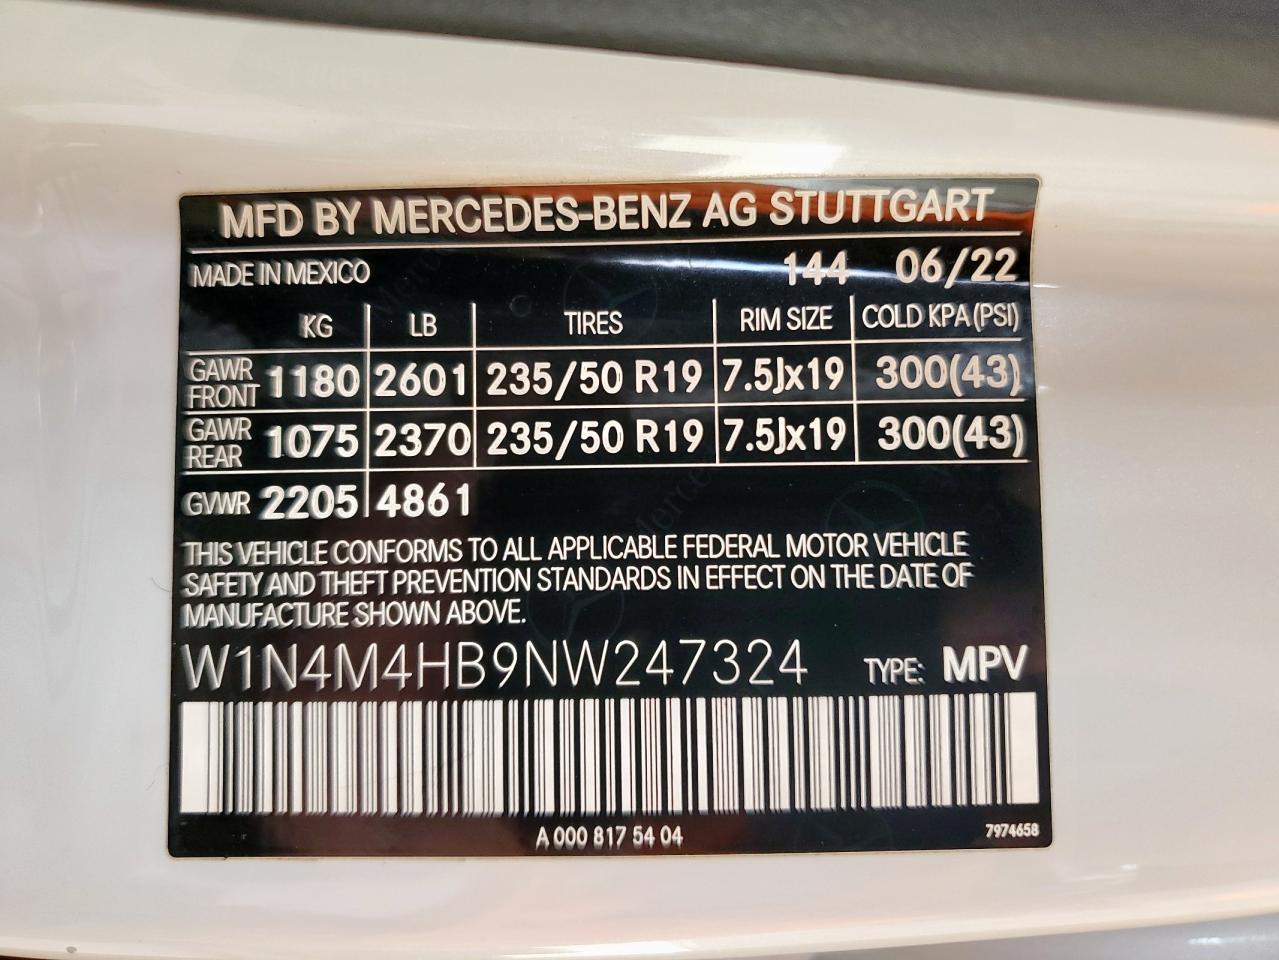 MFD BY MERCEDES-BENZ AG STUTTGART
MADE IN MEXICO 144 06/22
KG LB TIRES RIM SIZE COLD KPA(PSI)
GAWR FRONT 1180 2601 235/50 R19 7.5Jx19 300(43)
GAWR REAR 1075 2370 235/50 R19 7.5Jx19 300(43)
GVWR 2205 4861
THIS VEHICLE CONFORMS TO ALL APPLICABLE FEDERAL MOTOR VEHICLE
SAFETY AND THEFT PREVENTION STANDARDS IN EFFECT ON THE DATE OF
MANUFACTURE SHOWN ABOVE.
W1N4M4HB9NW247324 TYPE: MPV
A 000 817 54 04 7974658